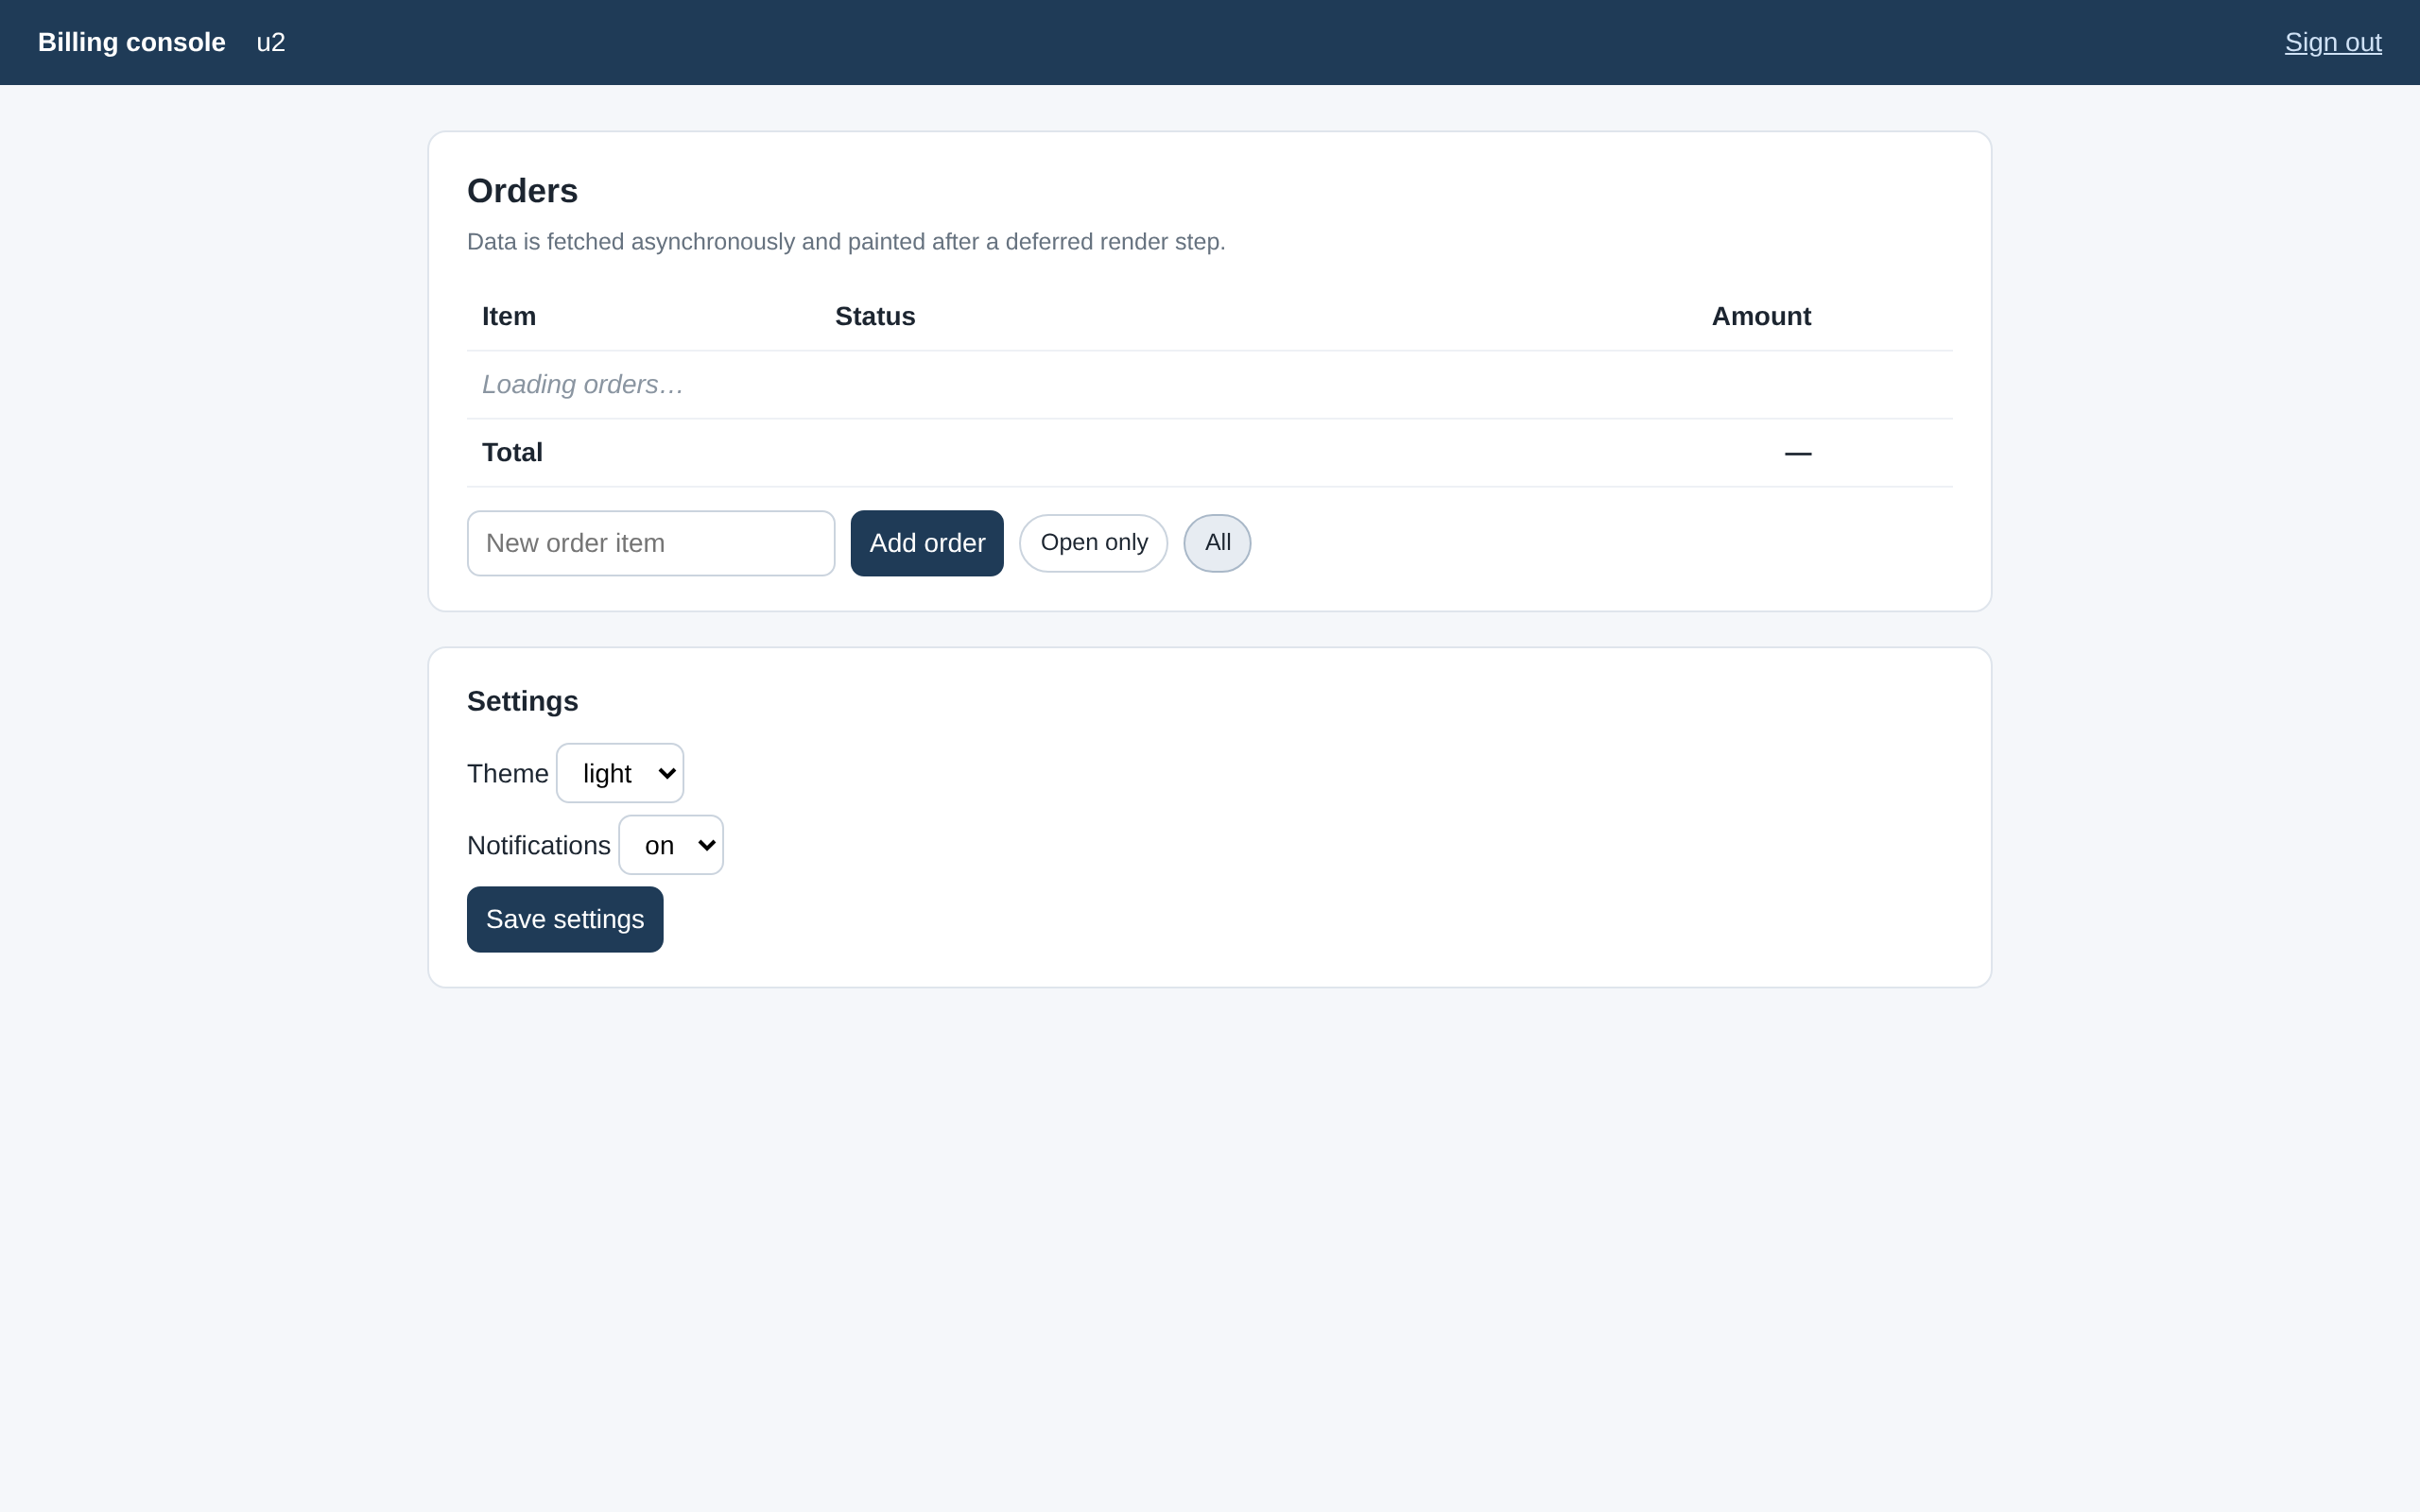 Billing console u2 Sign out
Orders
Data is fetched asynchronously and painted after a deferred render step.
Item Status Amount
Loading orders…
Total —
New order item Add order Open only All
Settings
Theme light
Notifications on
Save settings